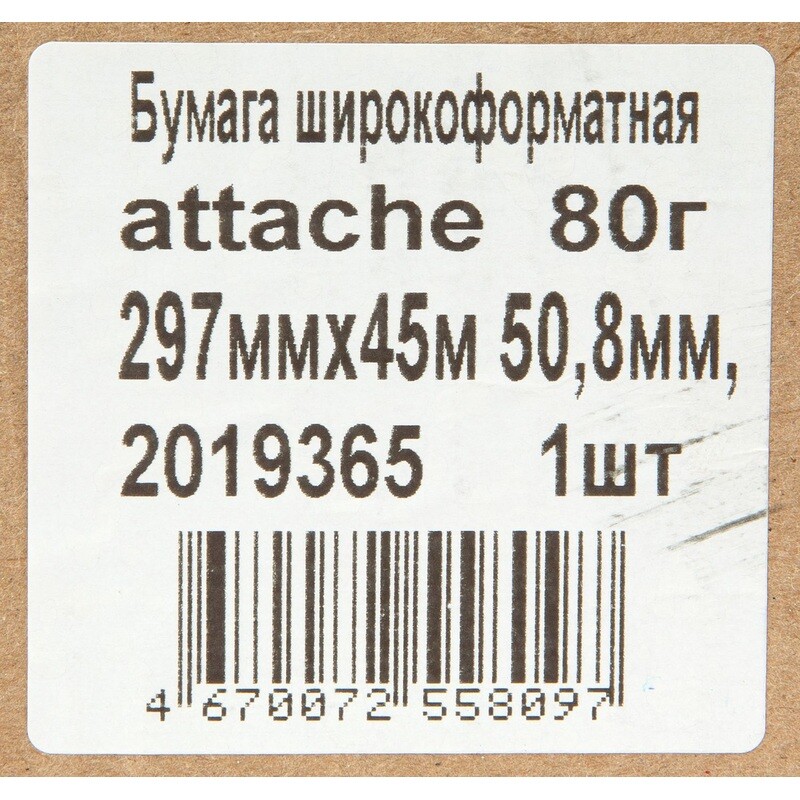 Бумага широкоформатная
attache 80г
297ммх45м 50,8мм,
2019365 1шт
4 670072 558097